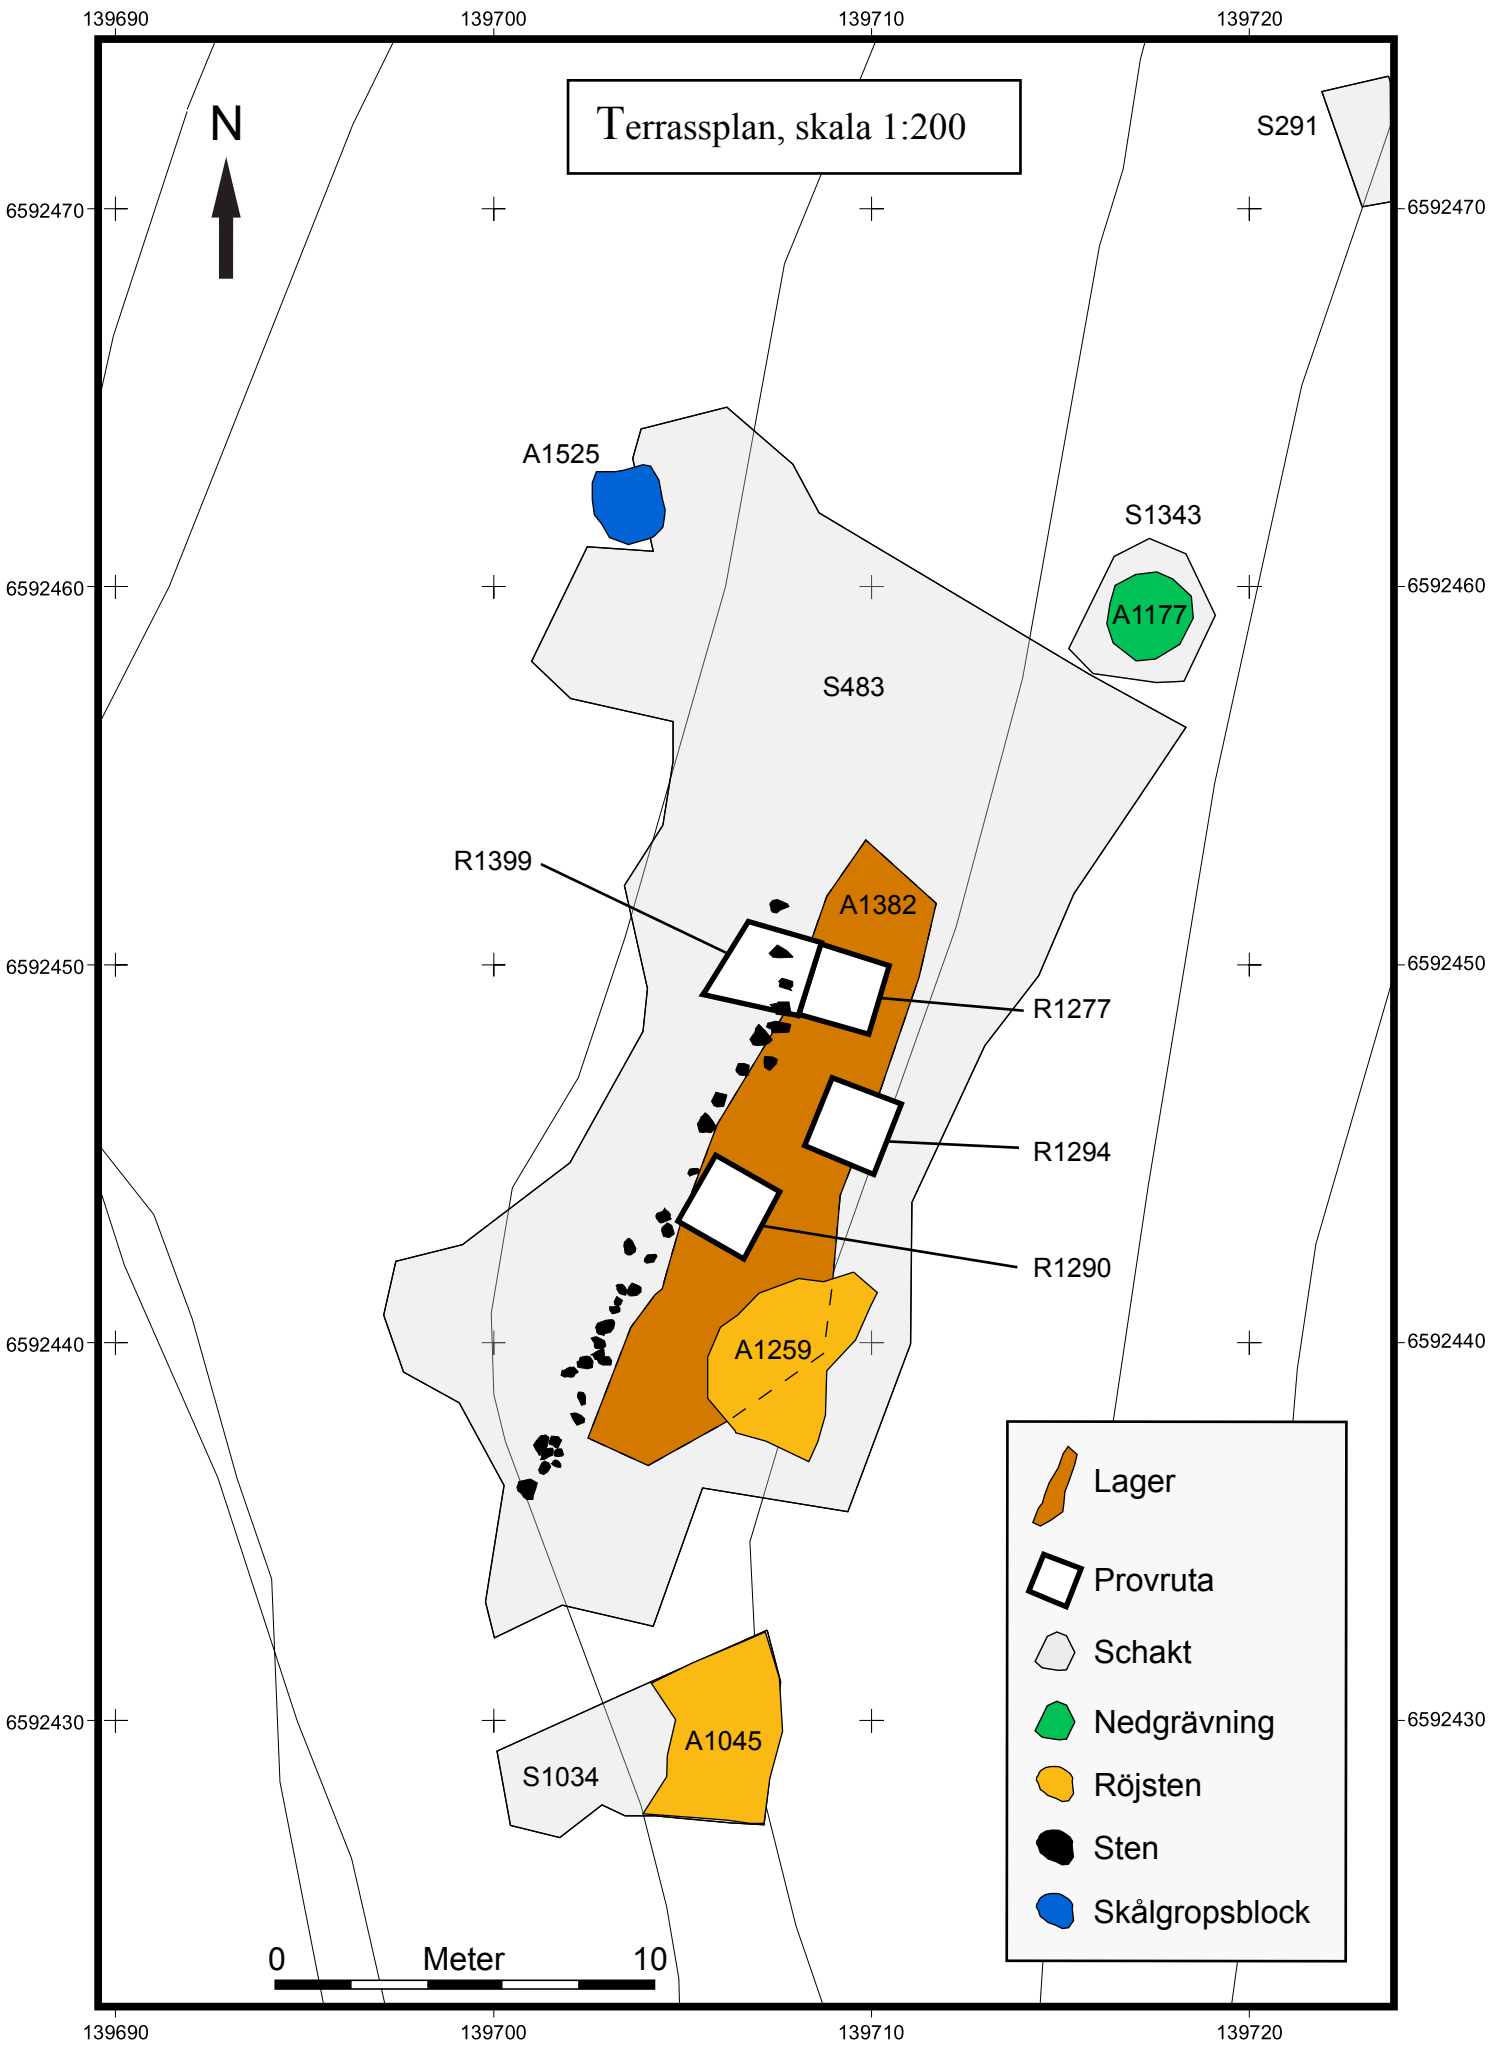 139690 139700 139710 139720
N
Terrassplan, skala 1:200
S291
6592470 6592470
A1525
S1343
6592460 6592460
A1177
S483
R1399
A1382
6592450 6592450
R1277
R1294
R1290
6592440 6592440
A1259
Lager
Provruta
Schakt
6592430 6592430
Nedgrävning
A1045
S1034
Röjsten
Sten
Skålgropsblock
0 Meter 10
139690 139700 139710 139720